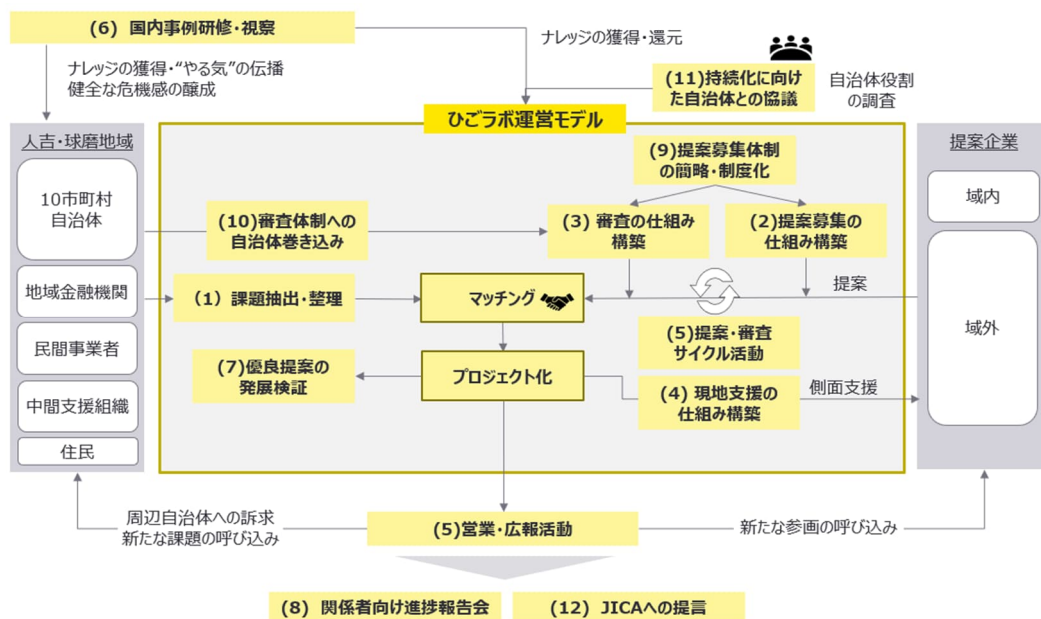 (6) 国内事例研修・視察
ナレッジの獲得・還元
ナレッジの獲得・“やる気”の伝播
健全な危機感の醸成
(11)持続化に向け
た自治体との協議
自治体役割
の調査
ひごラボ運営モデル
人吉・球磨地域
10市町村
自治体
地域金融機関
民間事業者
中間支援組織
住民
(9)提案募集体制
の簡略・制度化
(10)審査体制への
自治体巻き込み
(3) 審査の仕組み
構築
(2)提案募集の
仕組み構築
(1) 課題抽出・整理
マッチング
提案
(5)提案・審査
サイクル活動
(7)優良提案の
発展検証
プロジェクト化
(4) 現地支援の
仕組み構築
側面支援
提案企業
域内
域外
周辺自治体への訴求
新たな課題の呼び込み
(5)営業・広報活動
新たな参画の呼び込み
(8) 関係者向け進捗報告会
(12) JICAへの提言